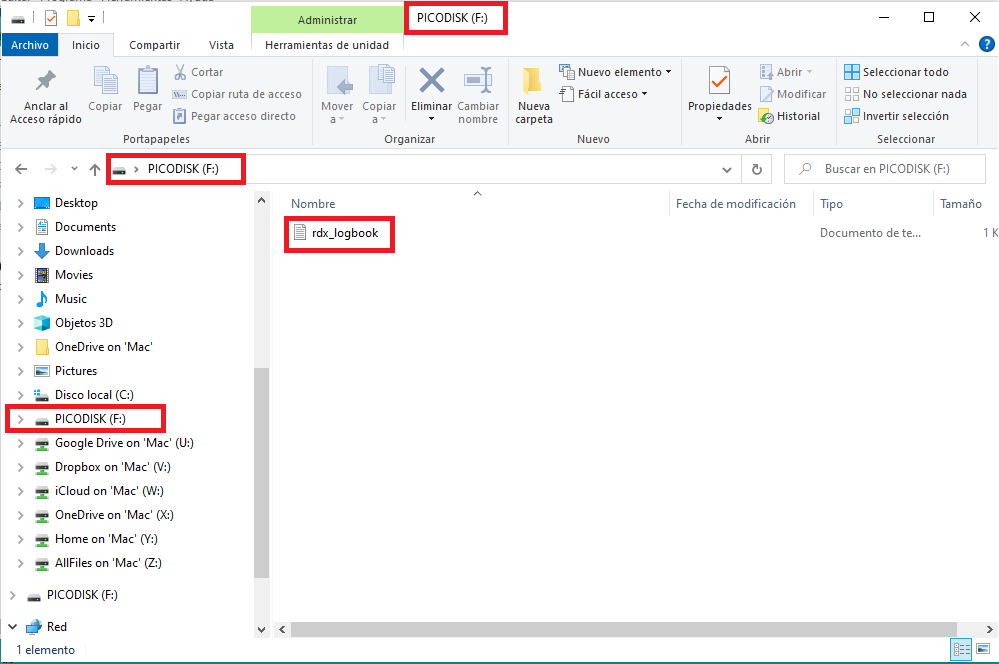 Administrar
PICODISK (F:)
Archivo
Inicio
Compartir
Vista
Herramientas de unidad
?
Anclar al
Acceso rápido
Copiar
Pegar
Cortar
Copiar ruta de acceso
Pegar acceso directo
Portapapeles
Mover
a
Copiar
a
Eliminar
Cambiar
nombre
Organizar
Nueva
carpeta
Nuevo elemento
Fácil acceso
Nuevo
Propiedades
Abrir
Modificar
Historial
Abrir
Seleccionar todo
No seleccionar nada
Invertir selección
Seleccionar
PICODISK (F:)
Buscar en PICODISK (F:)
Desktop
Documents
Downloads
Movies
Music
Objetos 3D
OneDrive on 'Mac'
Pictures
Disco local (C:)
PICODISK (F:)
Google Drive on 'Mac' (U:)
Dropbox on 'Mac' (V:)
iCloud on 'Mac' (W:)
OneDrive on 'Mac' (X:)
Home on 'Mac' (Y:)
AllFiles on 'Mac' (Z:)
PICODISK (F:)
Red
Nombre
Fecha de modificación
Tipo
Tamaño
rdx_logbook
Documento de te...
1 K
1 elemento